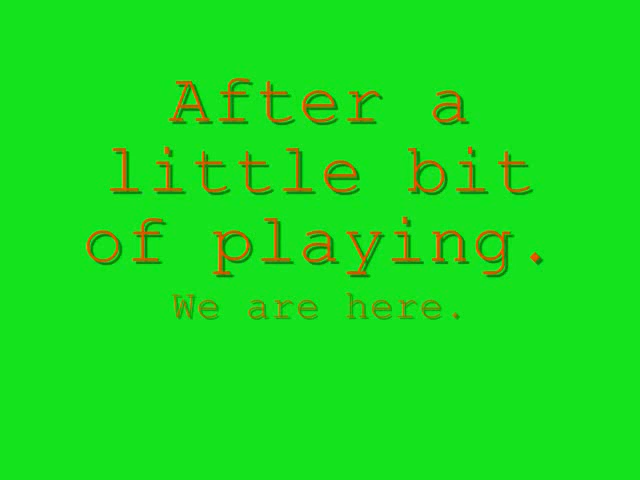 After a
little bit
of playing.
We are here.